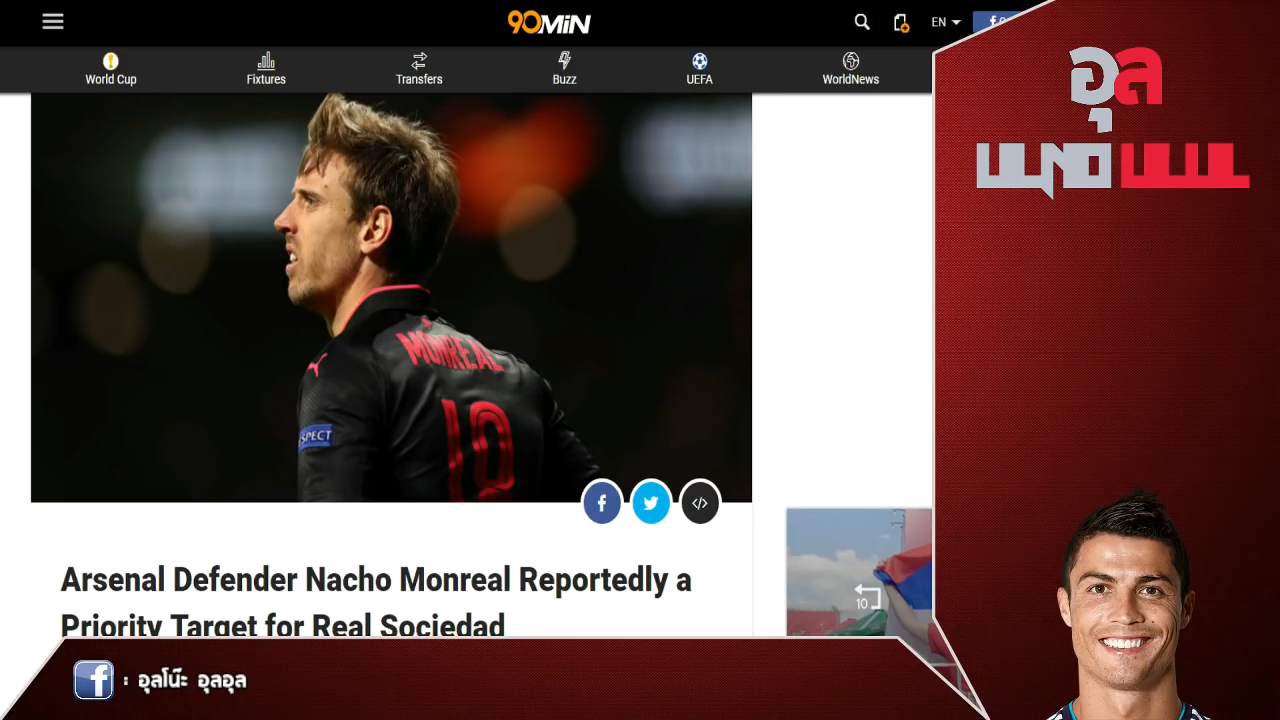 90MiN
EN
World Cup
Fixtures
Transfers
Buzz
UEFA
WorldNews
อุล
MONREAL
18
10
Arsenal Defender Nacho Monreal Reportedly a
Priority Target for Real Sociedad
: อุลโน๊ะ อุลอุล